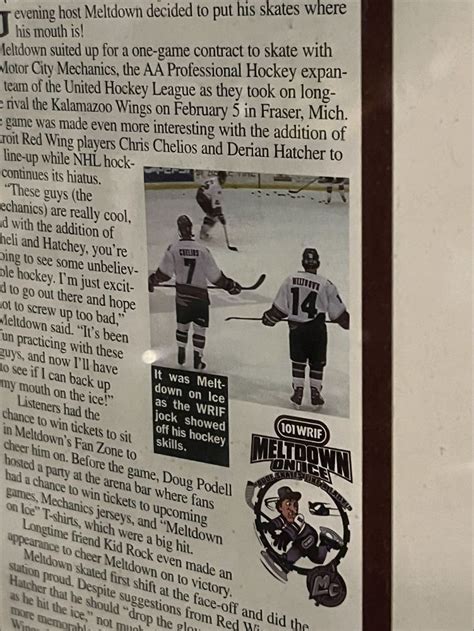 evening host Meltdown decided to put his skates where
his mouth is!
Meltdown suited up for a one-game contract to skate with
Motor City Mechanics, the AA Professional Hockey expan-
team of the United Hockey League as they took on long-
rival the Kalamazoo Wings on February 5 in Fraser, Mich.
game was made even more interesting with the addition of
troit Red Wing players Chris Chelios and Derian Hatcher to
line-up while NHL hock-
continues its hiatus.
"These guys (the
echanics) are really cool,
d with the addition of
heli and Hatchey, you're
oing to see some unbeliev-
ble hockey. I'm just excit-
d to go out there and hope
ot to screw up too bad,"
Meltdown said. "It's been
un practicing with these
guys, and now I'll have
to see if I can back up
my mouth on the ice!"
Listeners had the
chance to win tickets to sit
in Meltdown's Fan Zone to
cheer him on. Before the game, Doug Podell
hosted a party at the arena bar where fans
had a chance to win tickets to upcoming
games, Mechanics jerseys, and "Meltdown
on Ice" T-shirts, which were a big hit.
Longtime friend Kid Rock even made an
appearance to cheer Meltdown on to victory.
Meltdown skated first shift at the face-off and did the
station proud. Despite suggestions from Red Wi
Hatcher that he should "drop the glo
as he hit the ice," not much
more memorabl
Wings
CHELIOS
7
MELTDOWN
14
It was Melt-
down on Ice
as the WRIF
jock showed
off his hockey
skills.
101 WRIF
MELTDOWN
ON ICE